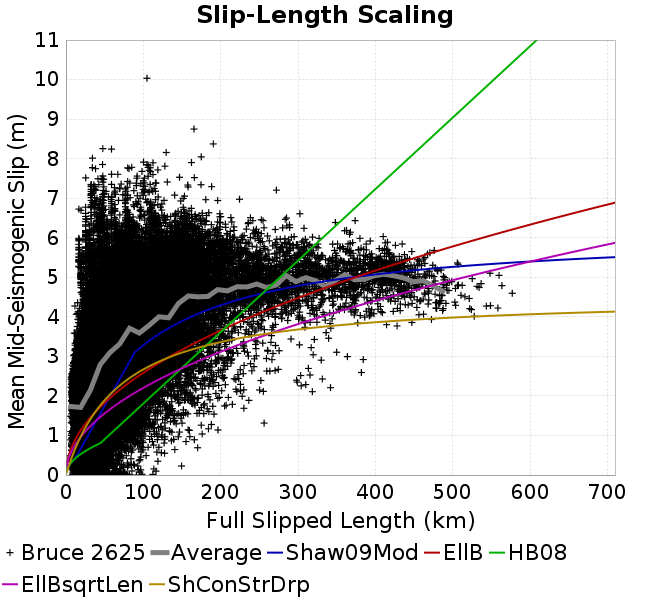 Slip-Length Scaling
Mean Mid-Seismogenic Slip (m)
11
10
9
8
7
6
5
4
3
2
1
0
0 100 200 300 400 500 600 700
Full Slipped Length (km)
Bruce 2625 Average Shaw09Mod EllB HB08
EllBsqrtLen ShConStrDrp